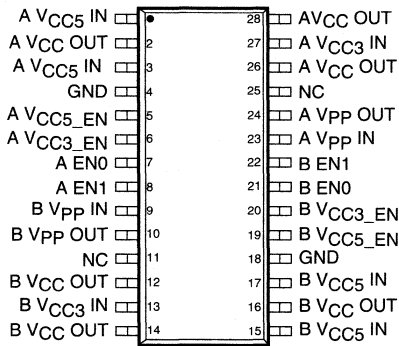 A VCC5 IN 28 AVCC OUT
A VCC OUT 2 27 A VCC3 IN
A VCC5 IN 3 26 A VCC OUT
GND 4 25 NC
A VCC5_EN 5 24 A VPP OUT
A VCC3_EN 6 23 A VPP IN
A EN0 7 22 B EN1
A EN1 8 21 B EN0
B VPP IN 9 20 B VCC3_EN
B VPP OUT 10 19 B VCC5_EN
NC 11 18 GND
B VCC OUT 12 17 B VCC5 IN
B VCC3 IN 13 16 B VCC OUT
B VCC OUT 14 15 B VCC5 IN